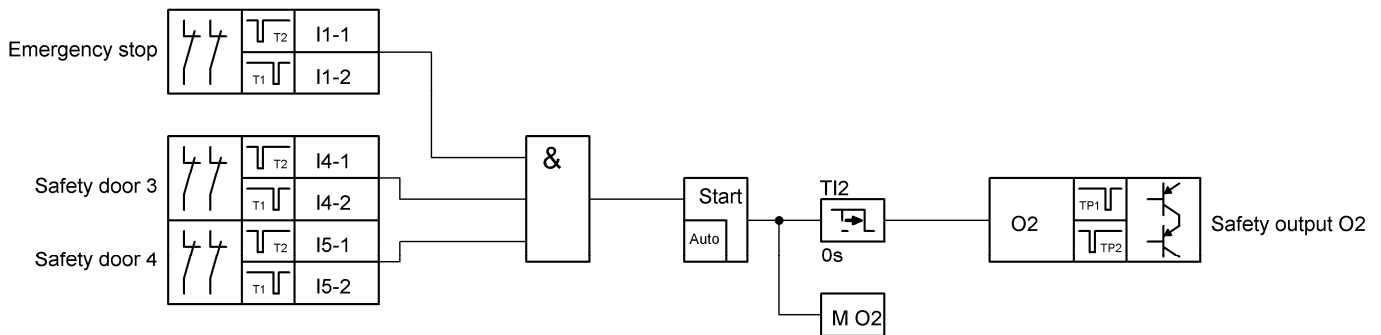 Emergency stop
T2 I1-1
T1 I1-2
Safety door 3
T2 I4-1
T1 I4-2
Safety door 4
T2 I5-1
T1 I5-2
&
Start
Auto
TI2
0s
M O2
O2
TP1
TP2
Safety output O2